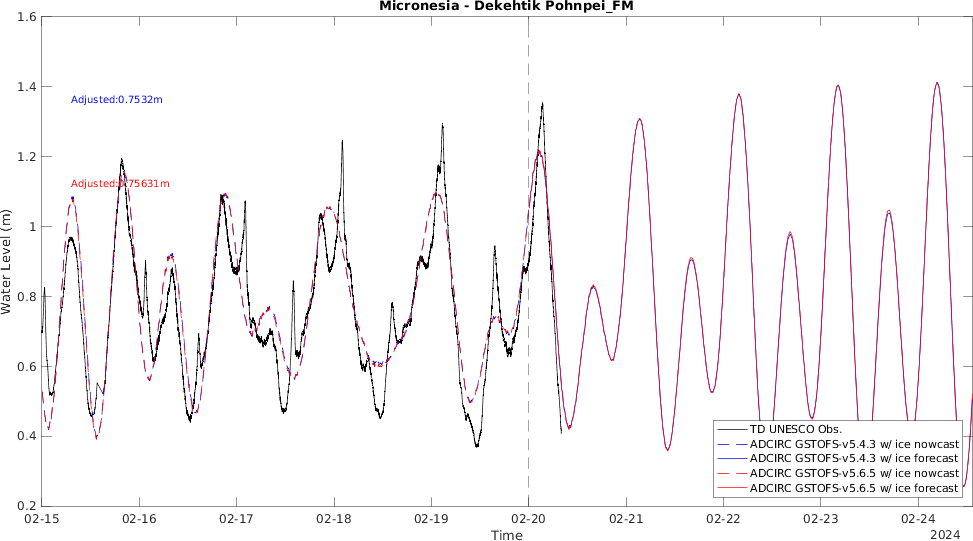 Micronesia - Dekehtik Pohnpei_FM
1.6
1.4
1.2
1
0.8
0.6
0.4
0.2
Water Level (m)
Adjusted:0.7532m
Adjusted:0.75631m
TD UNESCO Obs.
ADCIRC GSTOFS-v5.4.3 w/ ice nowcast
ADCIRC GSTOFS-v5.4.3 w/ ice forecast
ADCIRC GSTOFS-v5.6.5 w/ ice nowcast
ADCIRC GSTOFS-v5.6.5 w/ ice forecast
02-15 02-16 02-17 02-18 02-19 02-20 02-21 02-22 02-23 02-24
Time
2024